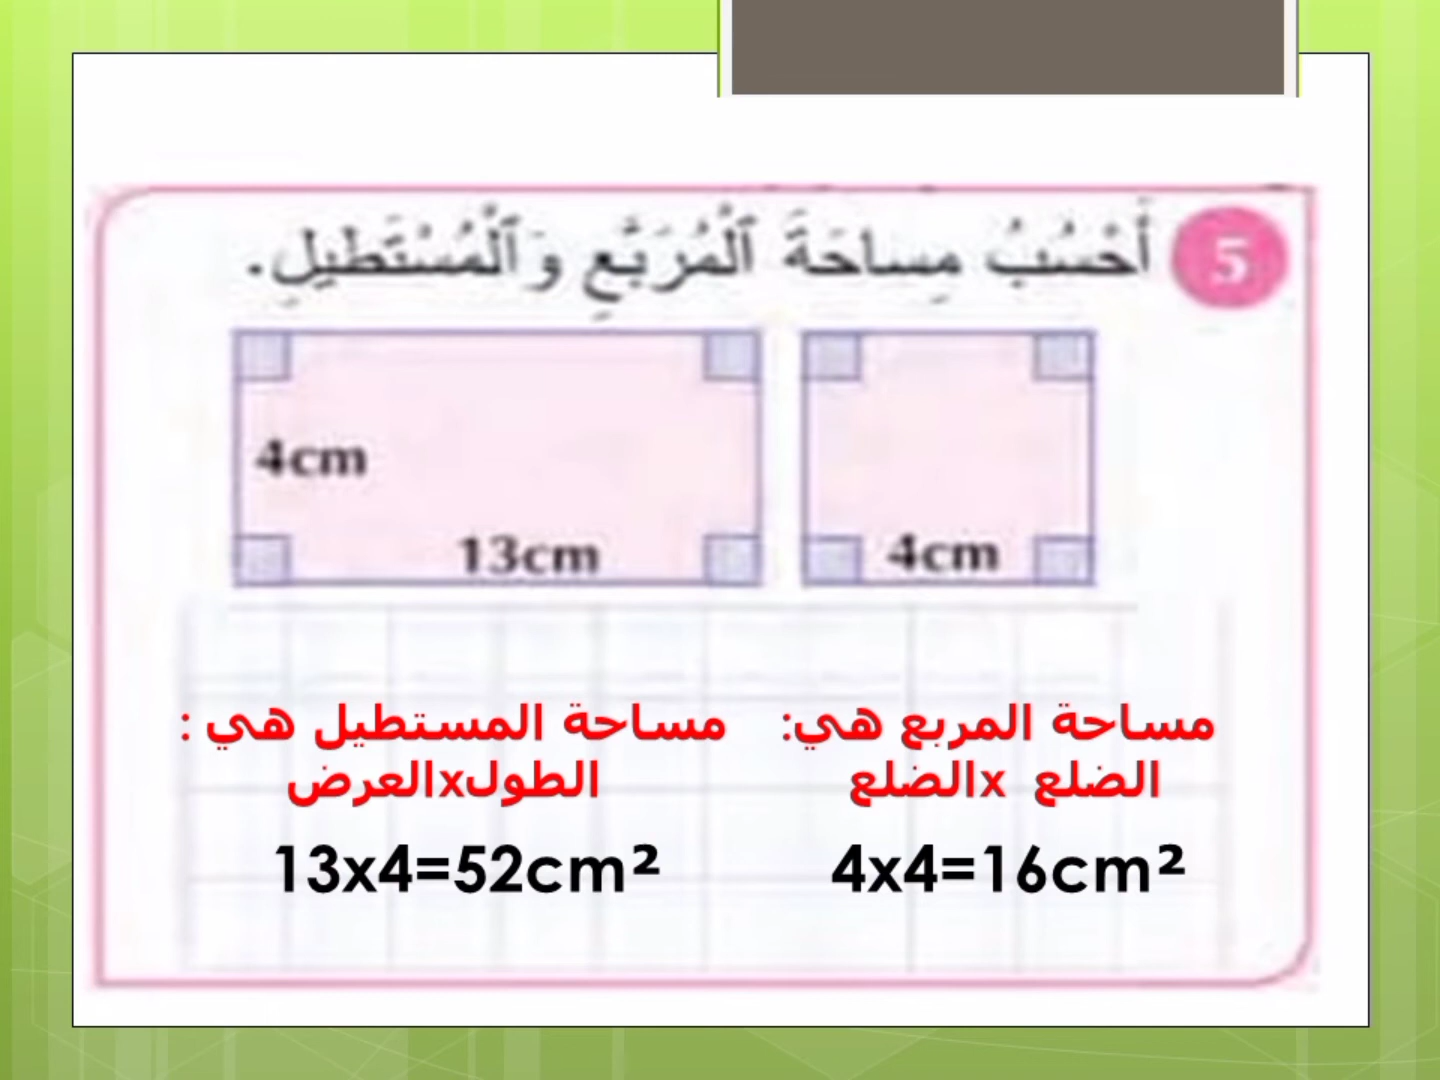 5 أَحْسُبُ مِساحَةَ ٱلْمُرَبَّعِ وَٱلْمُسْتَطيلِ.
4cm
13cm
4cm
مساحة المربع هي:
الضلع xالضلع
4x4=16cm²
مساحة المستطيل هي :
الطولxالعرض
13x4=52cm²